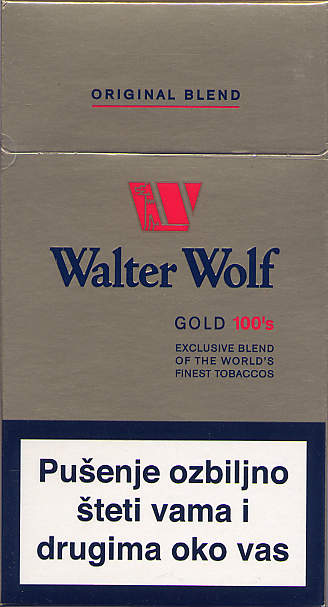 ORIGINAL BLEND
Walter Wolf
GOLD 100's
EXCLUSIVE BLEND
OF THE WORLD'S
FINEST TOBACCOS
Pušenje ozbiljno
šteti vama i
drugima oko vas